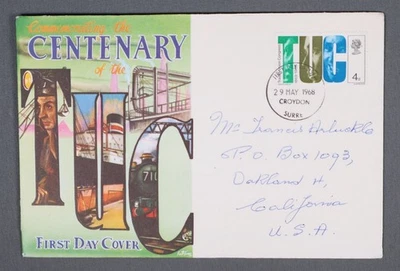 Commemorating the
CENTENARY
of the
TUC
FIRST DAY COVER
TUC
4d
29 MAY 1968
CROYDON
SURREY
Mr Francis Arbuckle
P.O. Box 1093,
Oakland 4,
California
U.S.A.